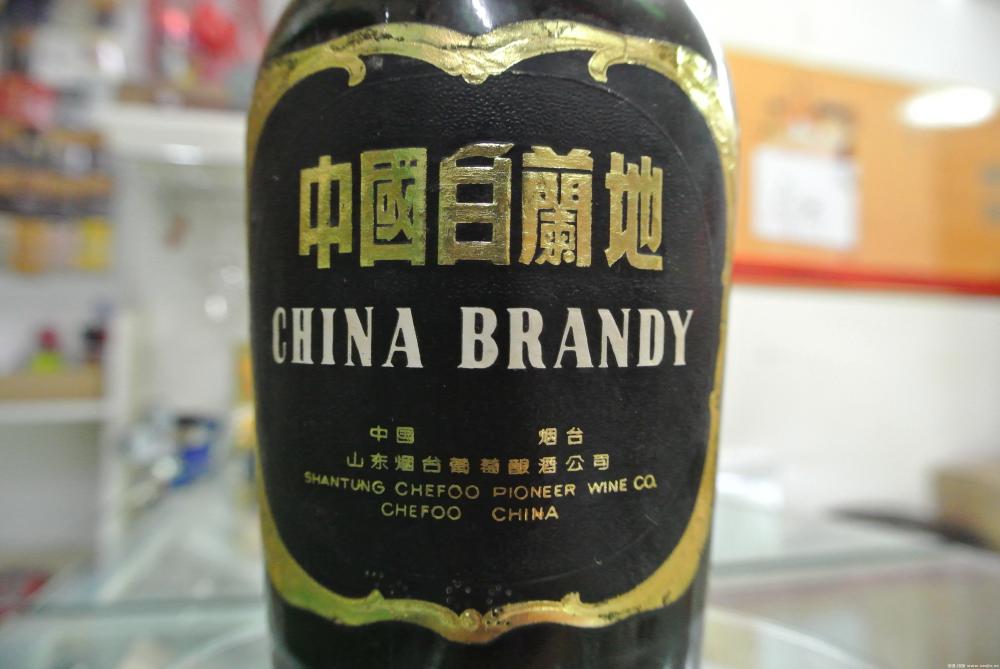 中國白蘭地
CHINA BRANDY
中國 烟台
山东烟台葡萄酿酒公司
SHANTUNG CHEFOO PIONEER WINE CO.
CHEFOO CHINA